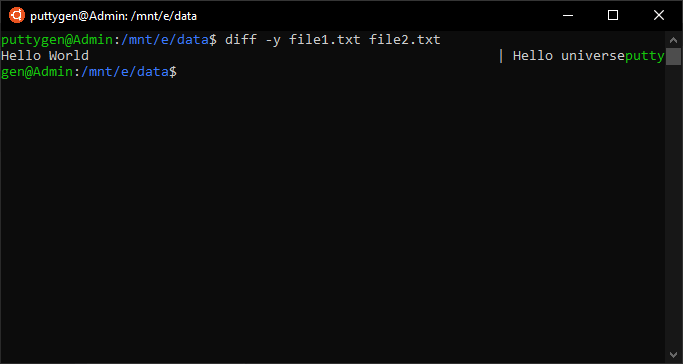 puttygen@Admin: /mnt/e/data
puttygen@Admin:/mnt/e/data$ diff -y file1.txt file2.txt
Hello World | Hello universeputty
gen@Admin:/mnt/e/data$